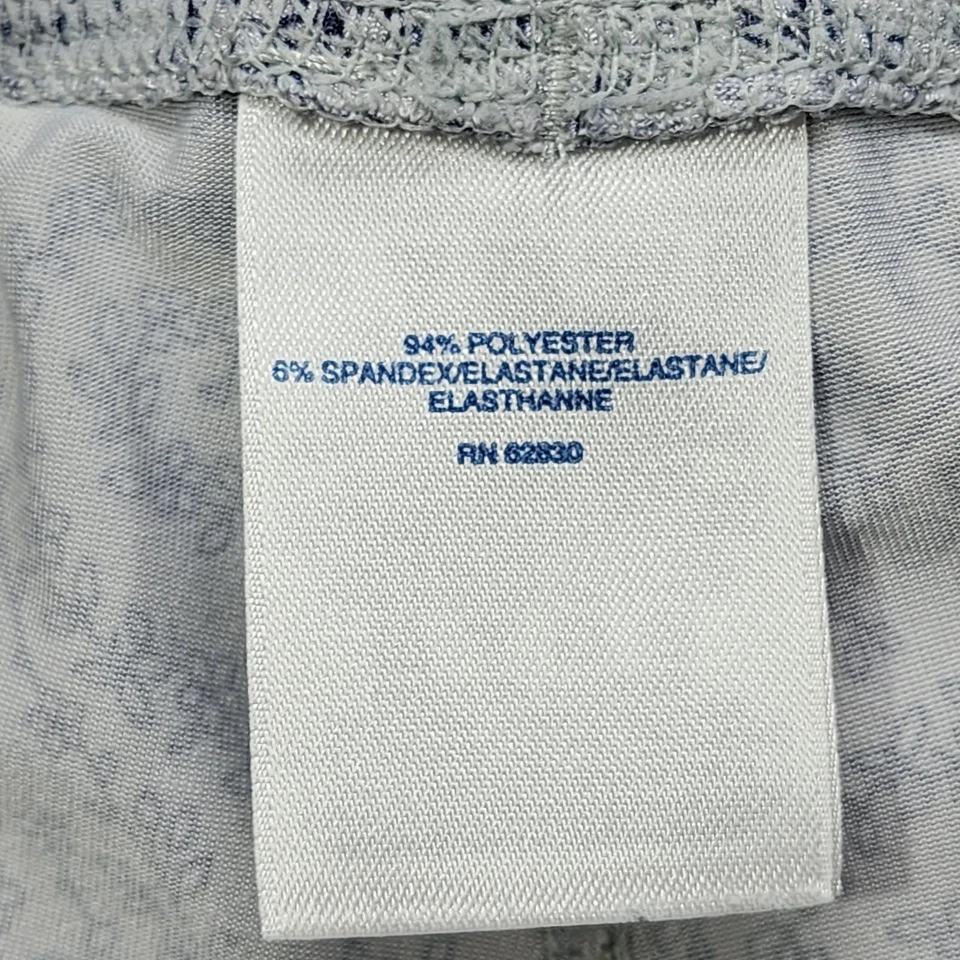 94% POLYESTER
6% SPANDEX/ELASTANE/ELASTANE/
ELASTHANNE
RN 62830